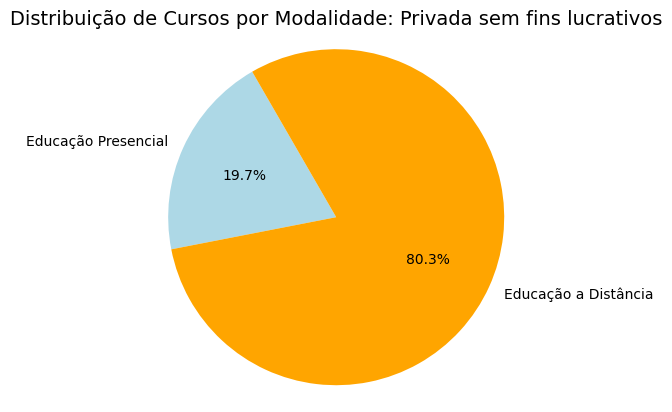 Distribuição de Cursos por Modalidade: Privada sem fins lucrativos
Educação Presencial
19.7%
80.3%
Educação a Distância